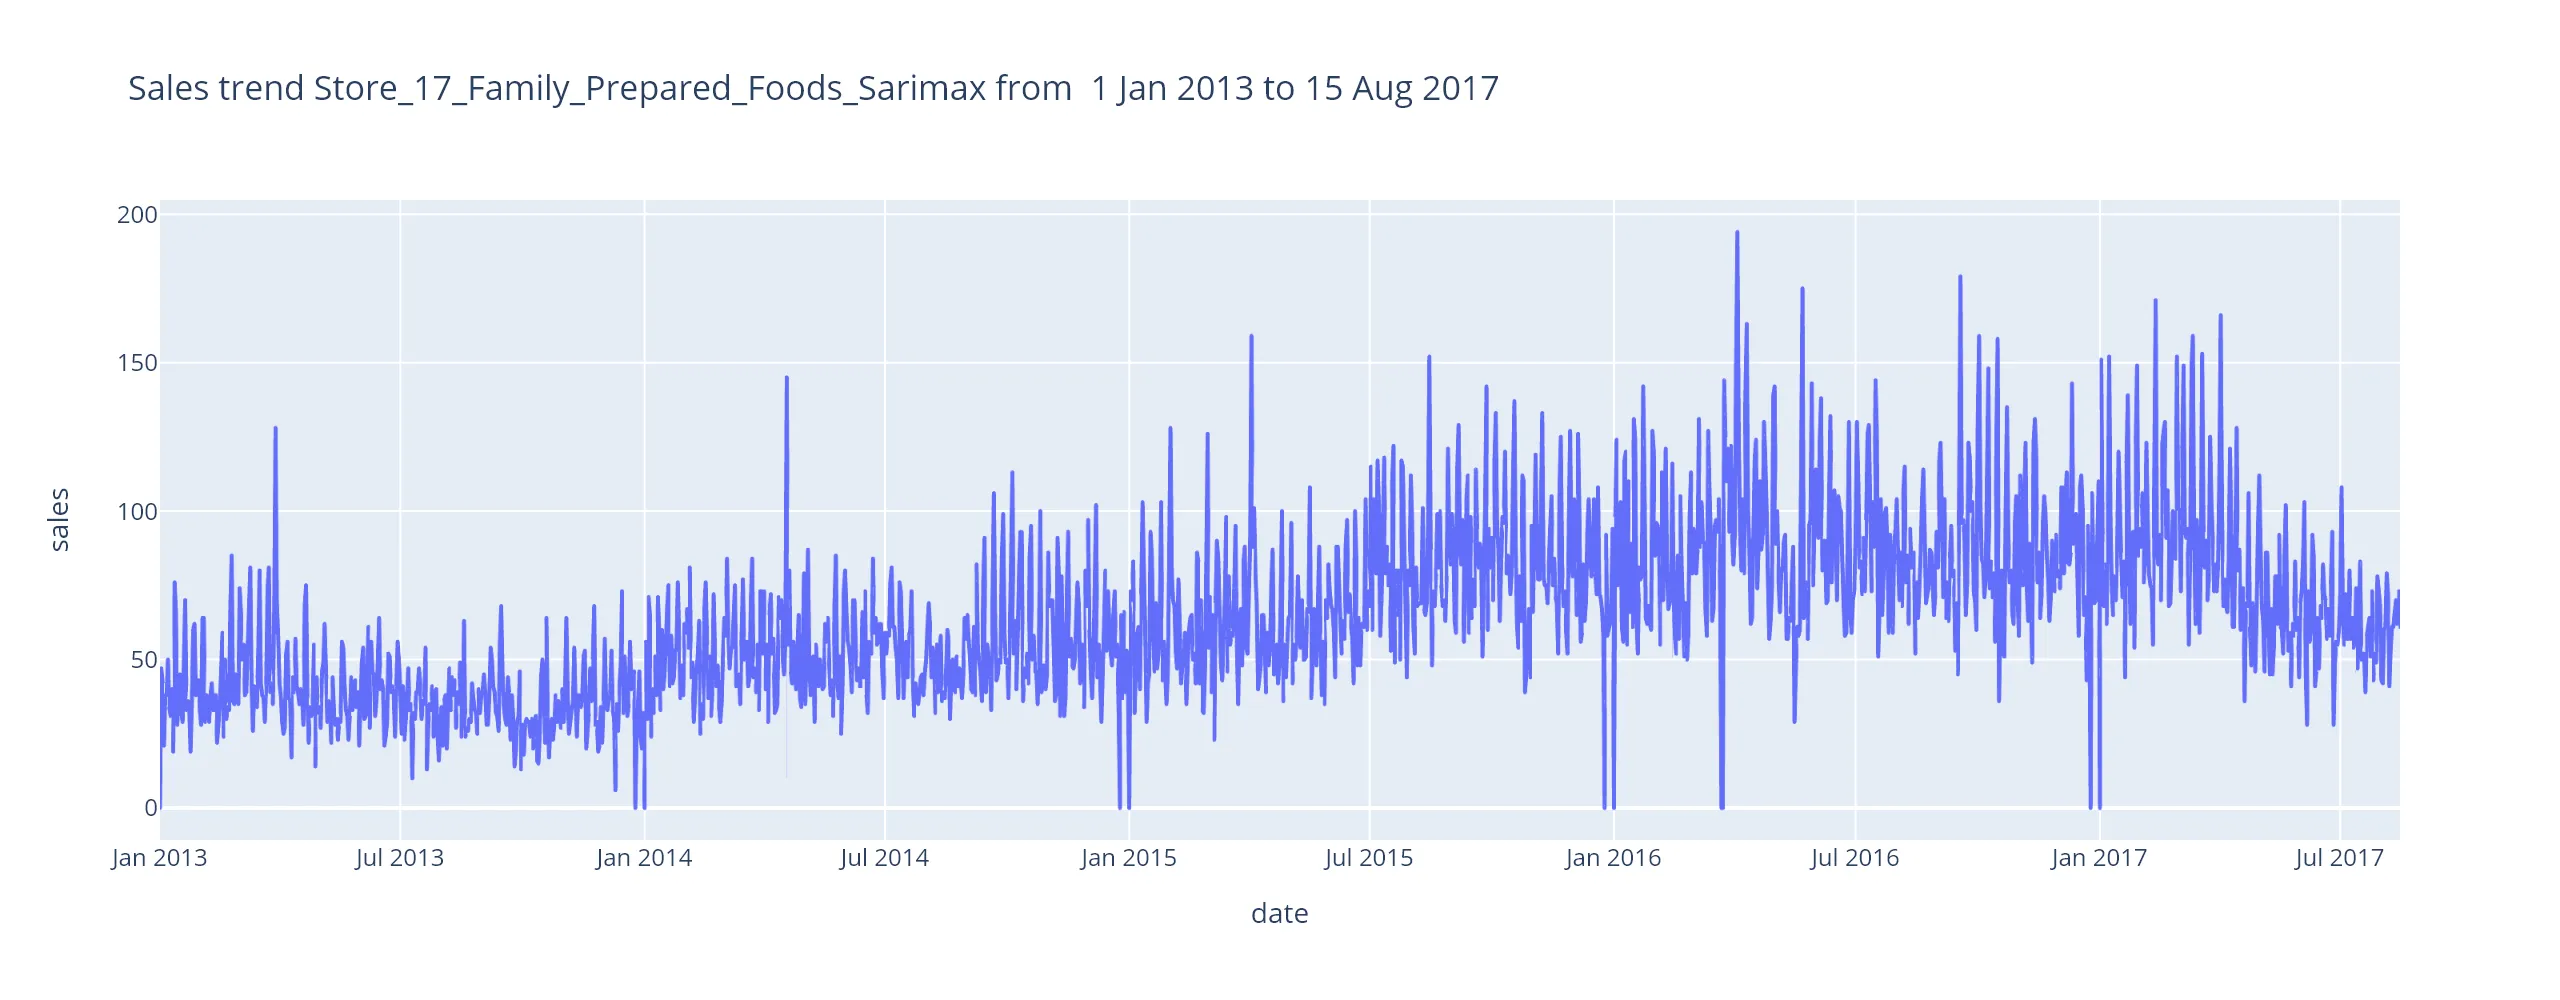 Sales trend Store_17_Family_Prepared_Foods_Sarimax from  1 Jan 2013 to 15 Aug 2017
200
150
100
50
0
sales
Jan 2013 Jul 2013 Jan 2014 Jul 2014 Jan 2015 Jul 2015 Jan 2016 Jul 2016 Jan 2017 Jul 2017
date